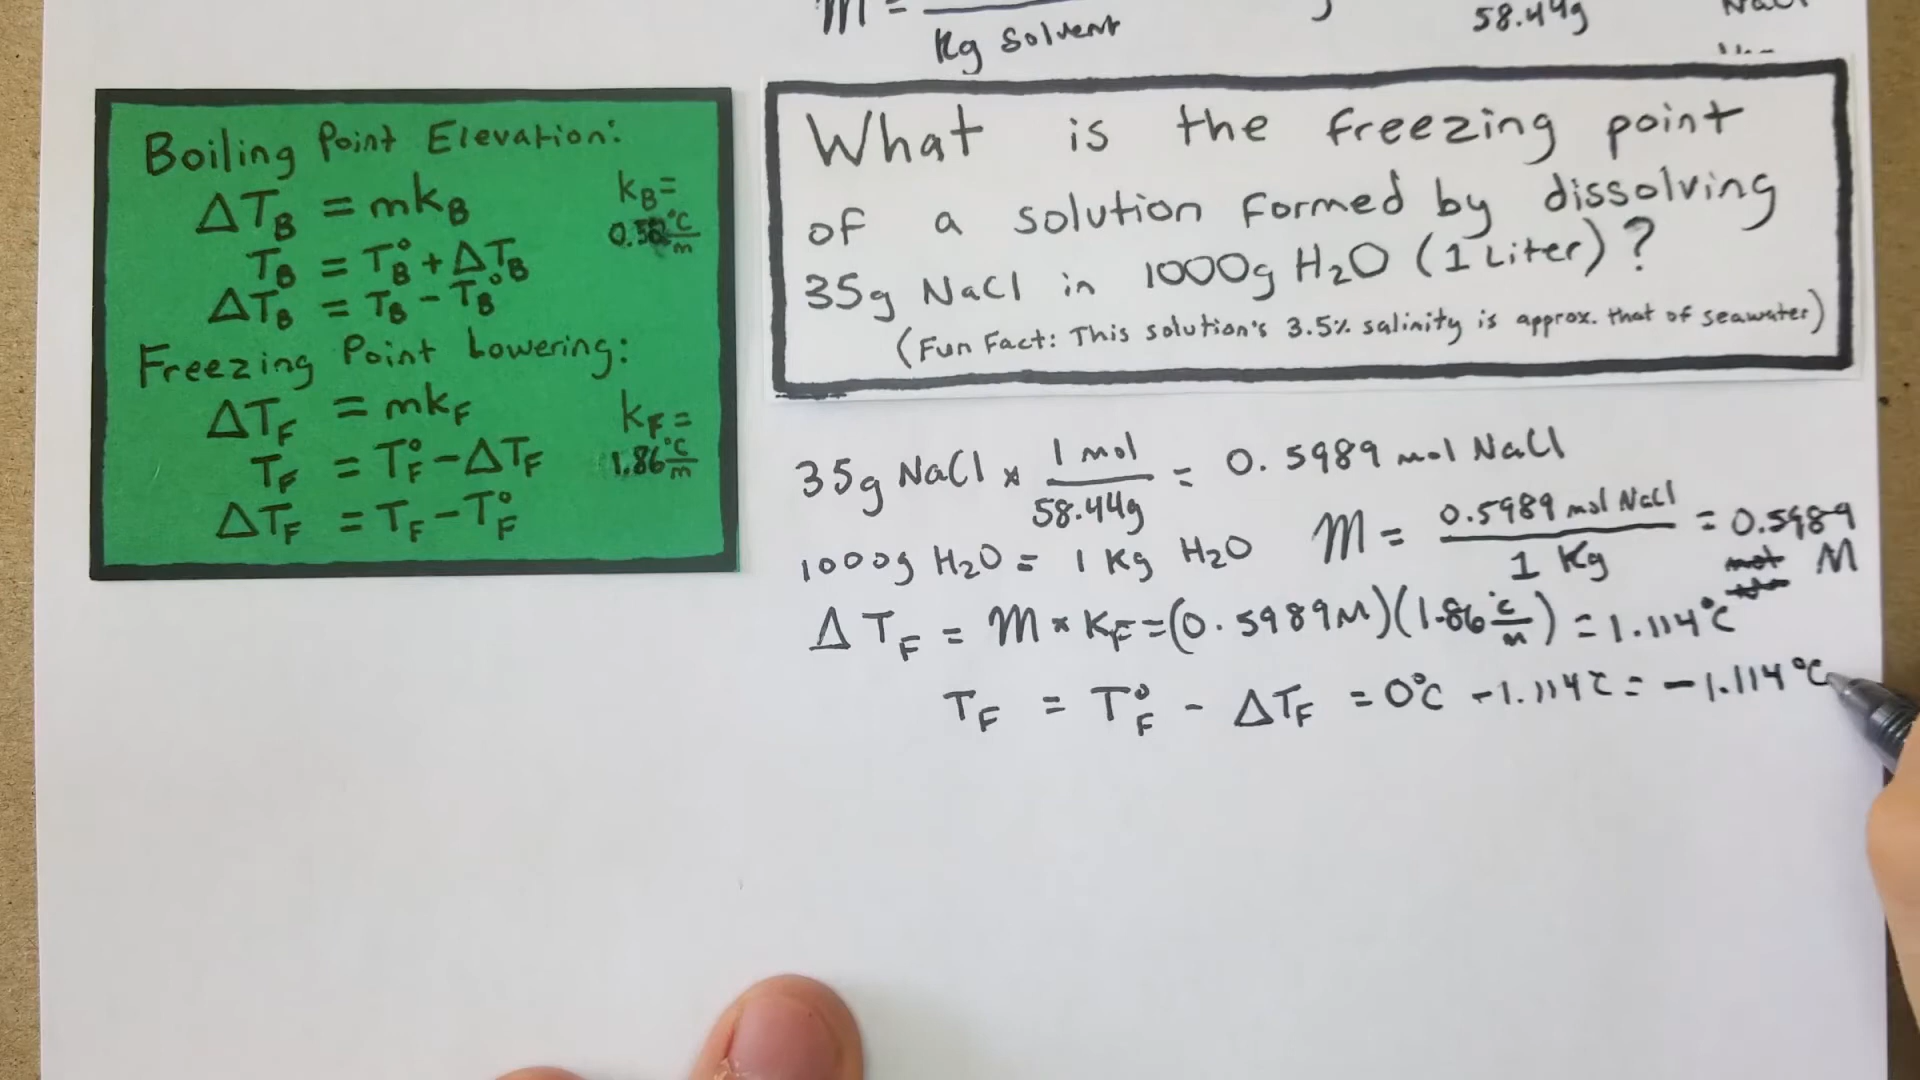 m =
Kg Solvent
58.44g
NaCl
Boiling Point Elevation:
ΔT_B = mk_B
k_B =
T_B = T°_B + ΔT_B
ΔT_B = T_B - T°_B
Freezing Point Lowering:
ΔT_F = mk_F
k_F =
1.86 °C/m
T_F = T°_F - ΔT_F
ΔT_F = T_F - T°_F
What is the freezing point
of a solution formed by dissolving
35g NaCl in 1000g H₂O (1 Liter)?
(Fun Fact: This solution's 3.5% salinity is approx. that of seawater)
35g NaCl × 1 mol / 58.44g = 0.5989 mol NaCl
1000g H₂O = 1 Kg H₂O
m = 0.5989 mol NaCl / 1 Kg = 0.5989 M
ΔT_F = m × K_F = (0.5989M)(1.86 °C/m) = 1.114°C
T_F = T°_F - ΔT_F = 0°C - 1.114°C = -1.114°C